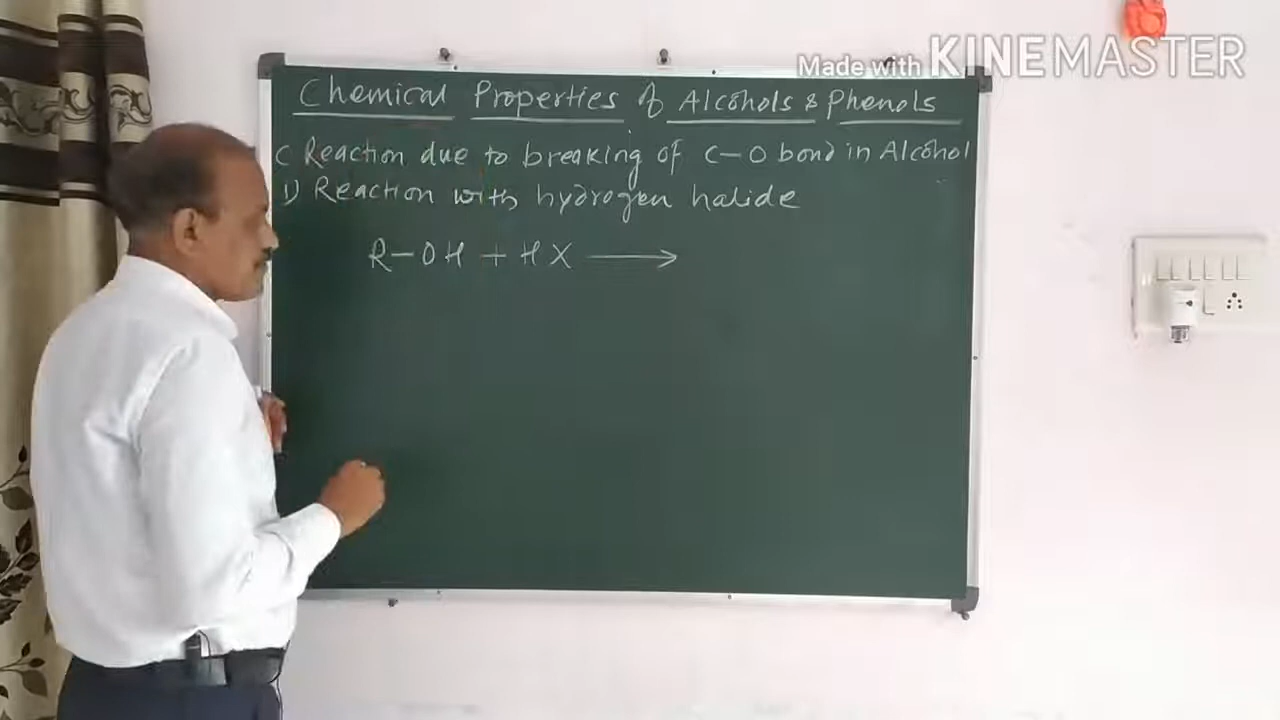 Made with KINEMASTER
Chemical Properties of Alcohols & Phenols
C Reaction due to breaking of C-O bond in Alcohol
1) Reaction with hydrogen halide
R-OH + HX ⟶